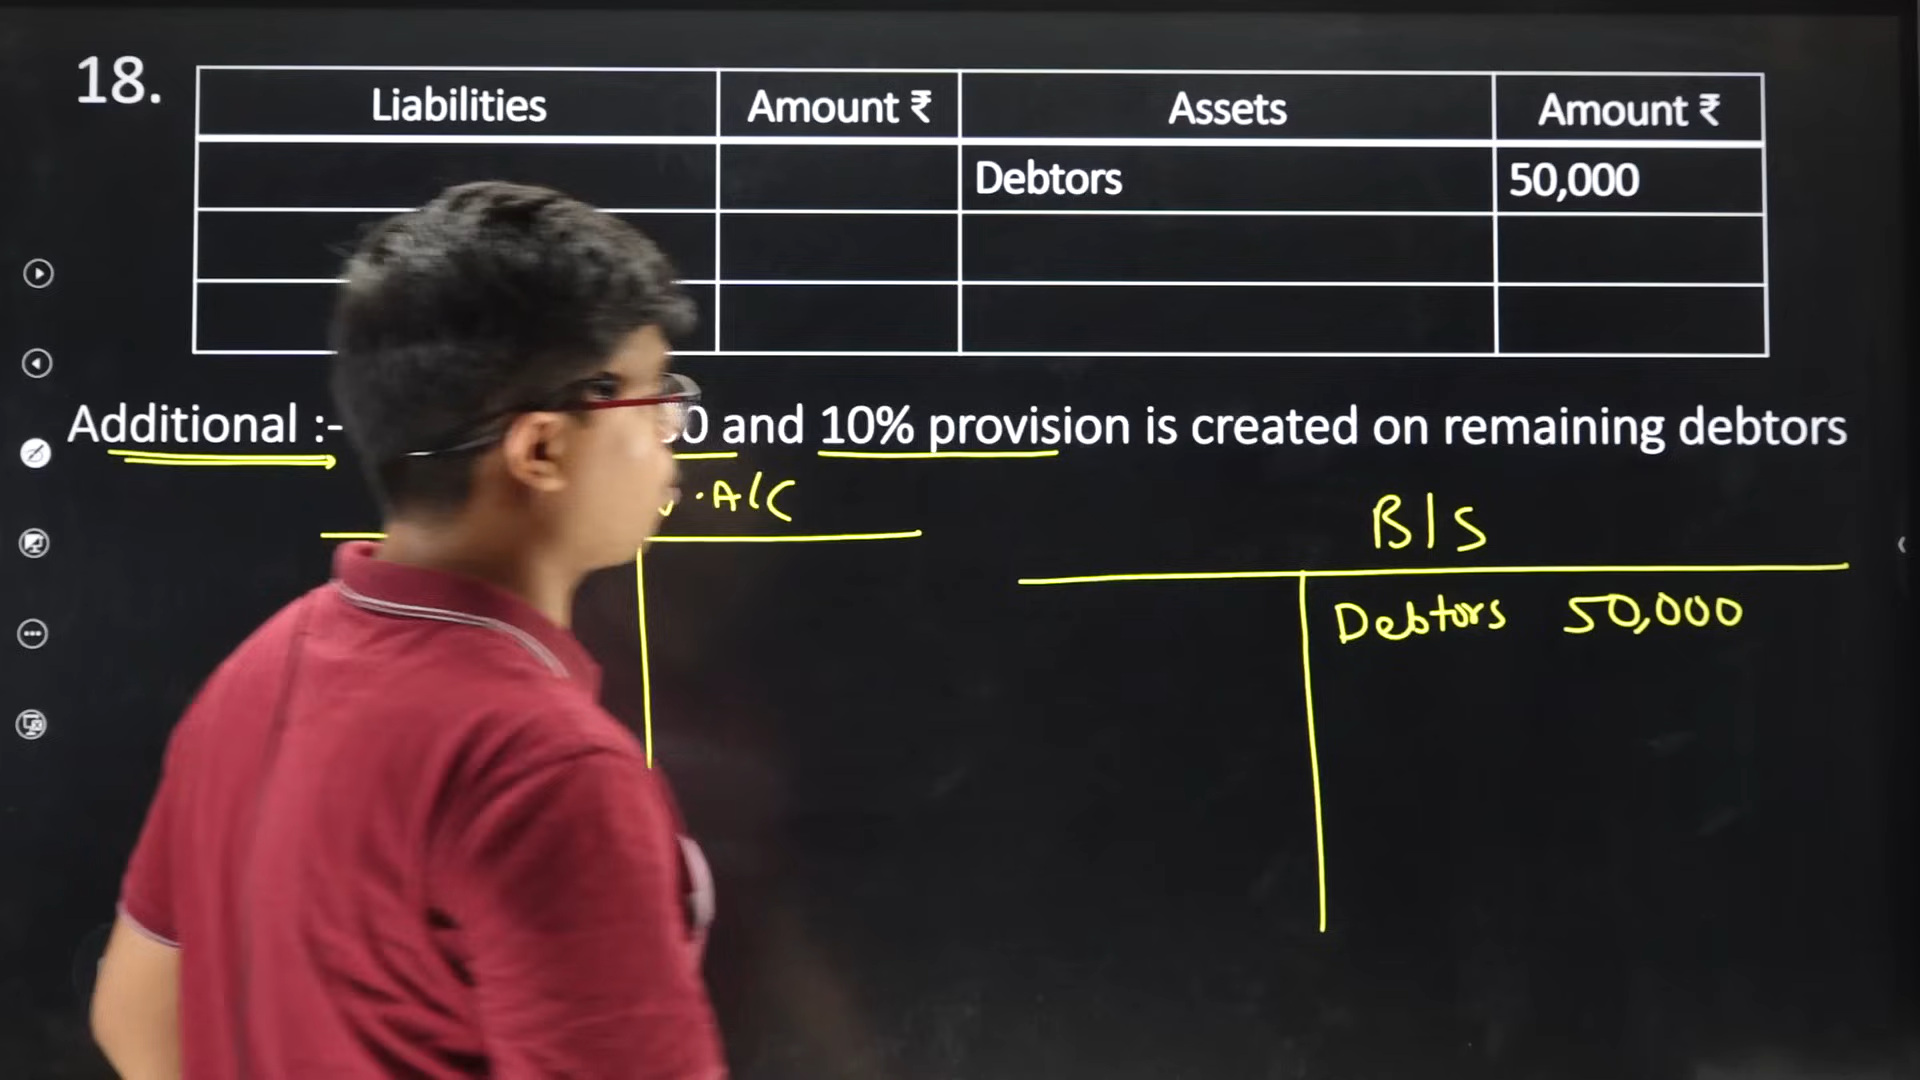 18.
Liabilities Amount ₹ Assets Amount ₹
Debtors 50,000
Additional :- and 10% provision is created on remaining debtors
A/C
B/S
Debtors 50,000